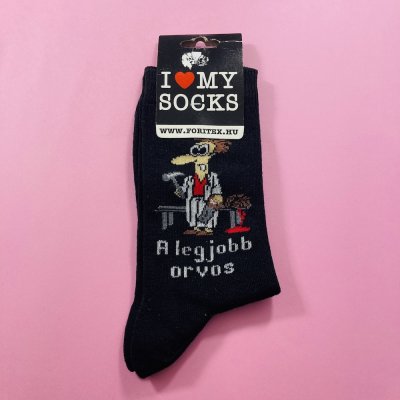 I ❤ MY
SOCKS
WWW.FORITEX.HU
A legjobb
orvos